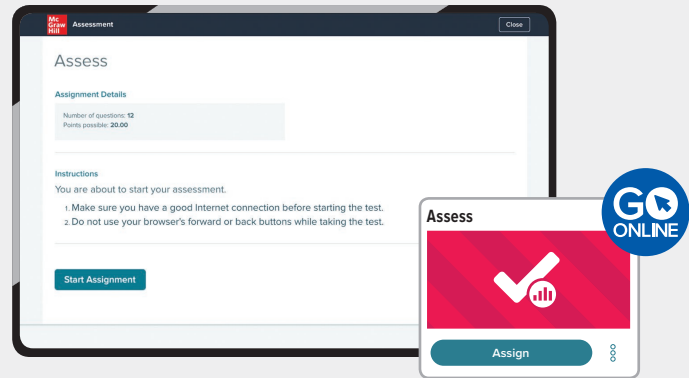 Mc
Graw
Hill
Assessment
Close
Assess
Assignment Details
Number of questions: 12
Points possible: 20.00
Instructions
You are about to start your assessment.
1. Make sure you have a good Internet connection before starting the test.
2. Do not use your browser's forward or back buttons while taking the test.
Start Assignment
Assess
GO
ONLINE
Assign